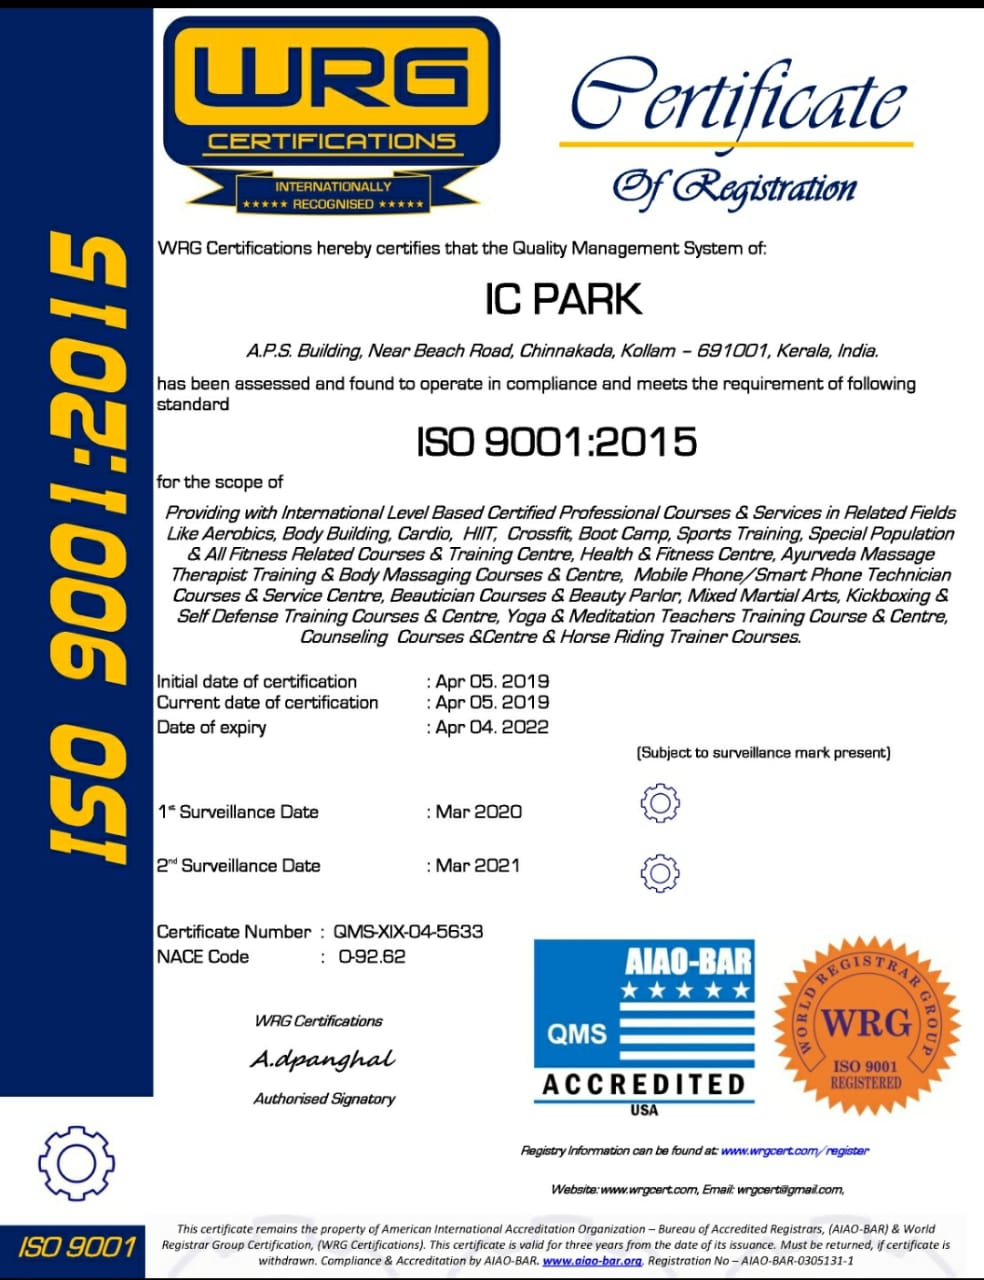 WRG
CERTIFICATIONS
INTERNATIONALLY
★★★★★ RECOGNISED ★★★★★
Certificate
Of Registration
ISO 9001:2015
WRG Certifications hereby certifies that the Quality Management System of:
IC PARK
A.P.S. Building, Near Beach Road, Chinnakada, Kollam – 691001, Kerala, India.
has been assessed and found to operate in compliance and meets the requirement of following
standard
ISO 9001:2015
for the scope of
Providing with International Level Based Certified Professional Courses & Services in Related Fields
Like Aerobics, Body Building, Cardio, HIIT, Crossfit, Boot Camp, Sports Training, Special Population
& All Fitness Related Courses & Training Centre, Health & Fitness Centre, Ayurveda Massage
Therapist Training & Body Massaging Courses & Centre, Mobile Phone/Smart Phone Technician
Courses & Service Centre, Beautician Courses & Beauty Parlor, Mixed Martial Arts, Kickboxing &
Self Defense Training Courses & Centre, Yoga & Meditation Teachers Training Course & Centre,
Counseling Courses &Centre & Horse Riding Trainer Courses.
Initial date of certification : Apr 05. 2019
Current date of certification : Apr 05. 2019
Date of expiry : Apr 04. 2022
(Subject to surveillance mark present)
1st Surveillance Date : Mar 2020
2nd Surveillance Date : Mar 2021
Certificate Number : QMS-XIX-04-5633
NACE Code : O-92.62
WRG Certifications
A.dpanghal
Authorised Signatory
AIAO-BAR
★★★★★
QMS
ACCREDITED
USA
WORLD REGISTRAR GROUP
WRG
ISO 9001
REGISTERED
Registry Information can be found at: www.wrgcert.com/register
Website: www.wrgcert.com, Email: wrgcert@gmail.com,
ISO 9001
This certificate remains the property of American International Accreditation Organization – Bureau of Accredited Registrars, (AIAO-BAR) & World
Registrar Group Certification, (WRG Certifications). This certificate is valid for three years from the date of its issuance. Must be returned, if certificate is
withdrawn. Compliance & Accreditation by AIAO-BAR. www.aiao-bar.org, Registration No – AIAO-BAR-0305131-1